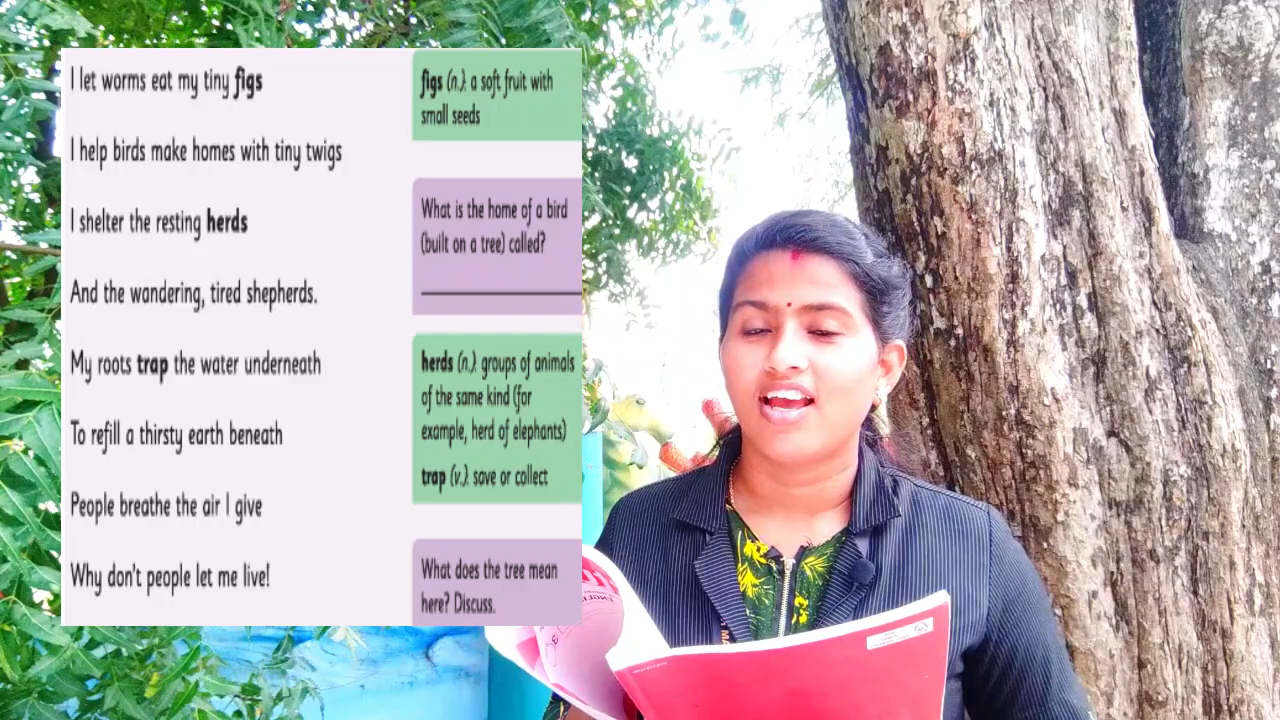 I let worms eat my tiny figs
I help birds make homes with tiny twigs
I shelter the resting herds
And the wandering, tired shepherds.
My roots trap the water underneath
To refill a thirsty earth beneath
People breathe the air I give
Why don't people let me live!
figs (n.): a soft fruit with
small seeds
What is the home of a bird
(built on a tree) called?
herds (n.): groups of animals
of the same kind (for
example, herd of elephants)
trap (v.): save or collect
What does the tree mean
here? Discuss.